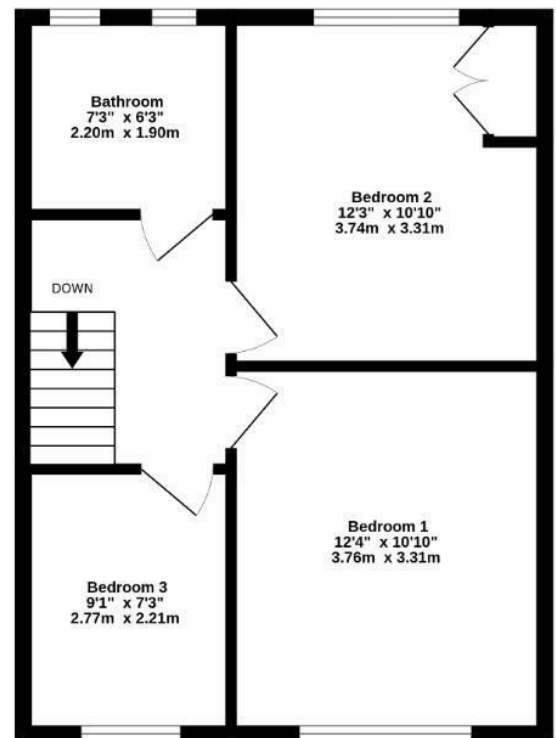 Bathroom
7'3" x 6'3"
2.20m x 1.90m
Bedroom 2
12'3" x 10'10"
3.74m x 3.31m
DOWN
Bedroom 1
12'4" x 10'10"
3.76m x 3.31m
Bedroom 3
9'1" x 7'3"
2.77m x 2.21m